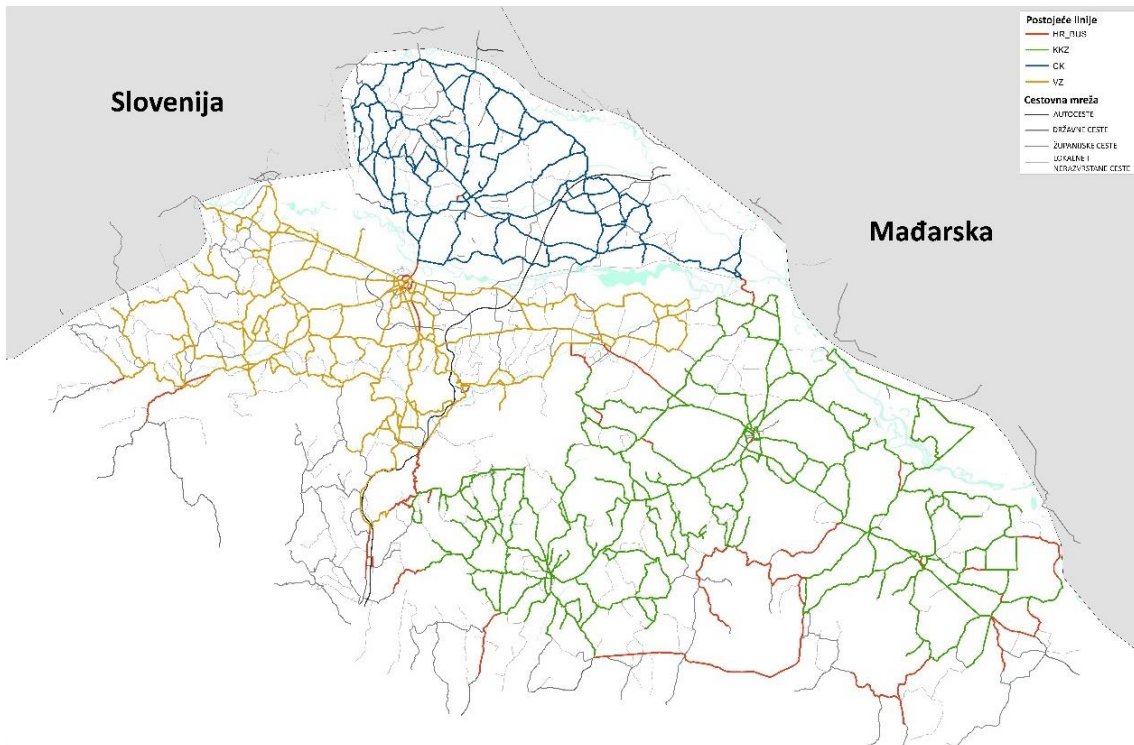 Slovenija
Mađarska
Postojeće linije
HR_BUS
KKZ
CK
VZ
Cestovna mreža
AUTOCESTE
DRŽAVNE CESTE
ŽUPANIJSKE CESTE
LOKALNE I
NERAZVRSTANE CESTE